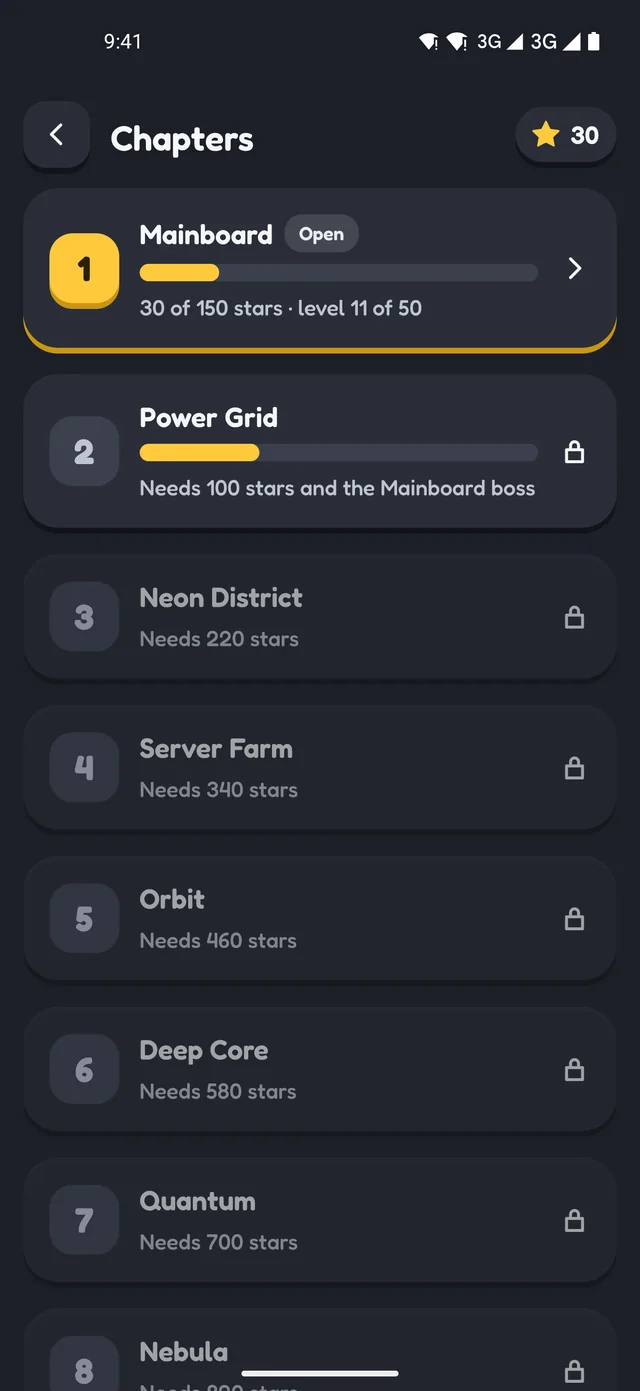 9:41
3G 3G
Chapters
30
1
Mainboard Open
30 of 150 stars · level 11 of 50
2
Power Grid
Needs 100 stars and the Mainboard boss
3
Neon District
Needs 220 stars
4
Server Farm
Needs 340 stars
5
Orbit
Needs 460 stars
6
Deep Core
Needs 580 stars
7
Quantum
Needs 700 stars
8
Nebula